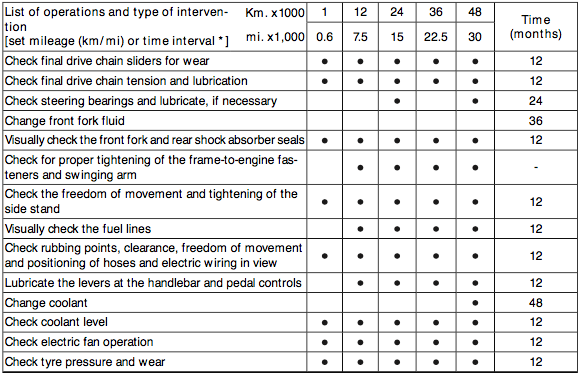 List of operations and type of interven- Km. x1000 1 12 24 36 48 Time
tion (months)
[set mileage (km/mi) or time interval *] mi. x1,000 0.6 7.5 15 22.5 30
Check final drive chain sliders for wear ● ● ● ● ● 12
Check final drive chain tension and lubrication ● ● ● ● ● 12
Check steering bearings and lubricate, if necessary ● ● 24
Change front fork fluid 36
Visually check the front fork and rear shock absorber seals ● ● ● ● ● 12
Check for proper tightening of the frame-to-engine fas-
teners and swinging arm ● ● ● ● -
Check the freedom of movement and tightening of the
side stand ● ● ● ● ● 12
Visually check the fuel lines ● ● ● ● 12
Check rubbing points, clearance, freedom of movement
and positioning of hoses and electric wiring in view ● ● ● ● ● 12
Lubricate the levers at the handlebar and pedal controls ● ● ● ● 12
Change coolant ● 48
Check coolant level ● ● ● ● ● 12
Check electric fan operation ● ● ● ● ● 12
Check tyre pressure and wear ● ● ● ● ● 12